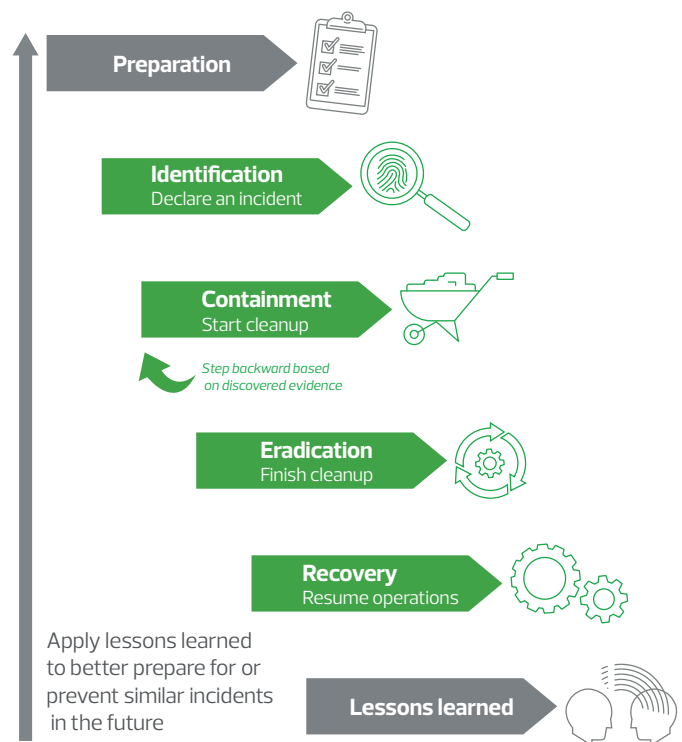 Preparation
Identification
Declare an incident
Containment
Start cleanup
Step backward based
on discovered evidence
Eradication
Finish cleanup
Recovery
Resume operations
Apply lessons learned
to better prepare for or
prevent similar incidents
in the future
Lessons learned